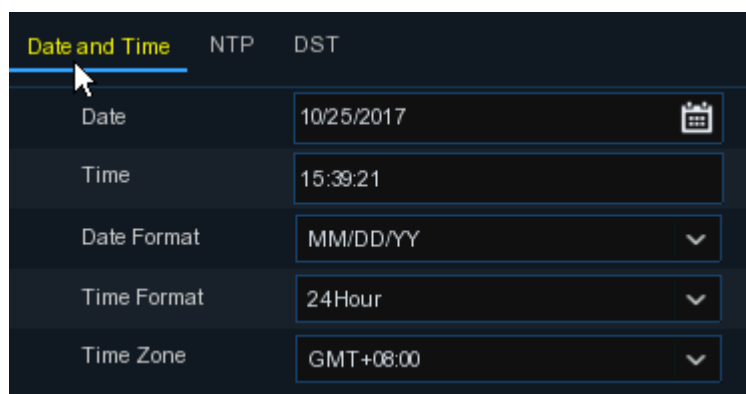 Date and Time NTP DST
Date 10/25/2017
Time 15:39:21
Date Format MM/DD/YY
Time Format 24Hour
Time Zone GMT+08:00